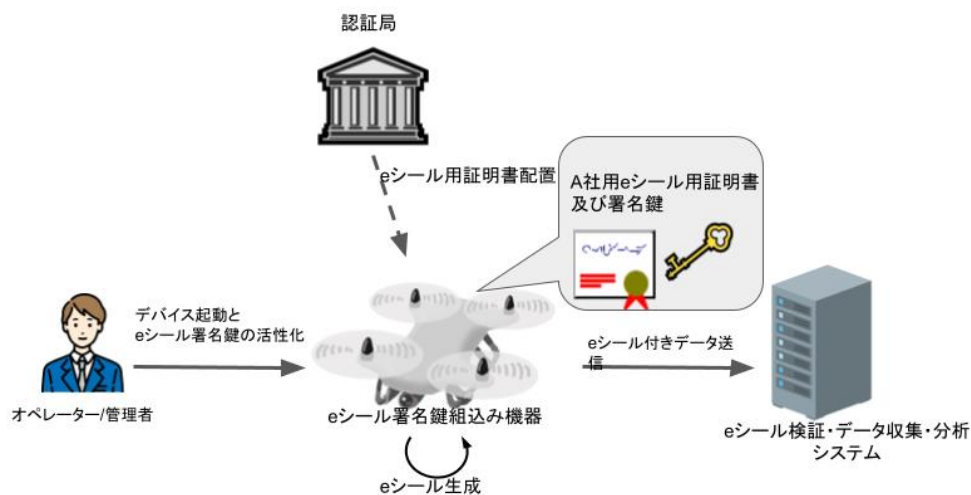 認証局
eシール用証明書配置
A社用eシール用証明書
及び署名鍵
デバイス起動と
eシール署名鍵の活性化
オペレーター/管理者
eシール署名鍵組込み機器
eシール生成
eシール付きデータ送
信
eシール検証・データ収集・分析
システム